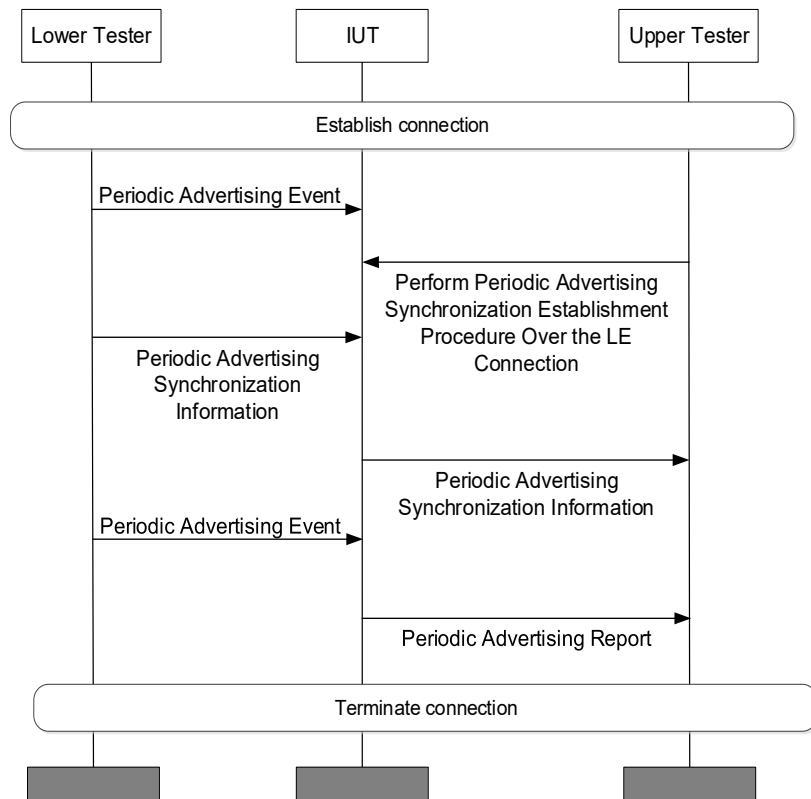 Lower Tester
IUT
Upper Tester
Establish connection
Periodic Advertising Event
Perform Periodic Advertising
Synchronization Establishment
Procedure Over the LE
Connection
Periodic Advertising
Synchronization
Information
Periodic Advertising
Synchronization Information
Periodic Advertising Event
Periodic Advertising Report
Terminate connection